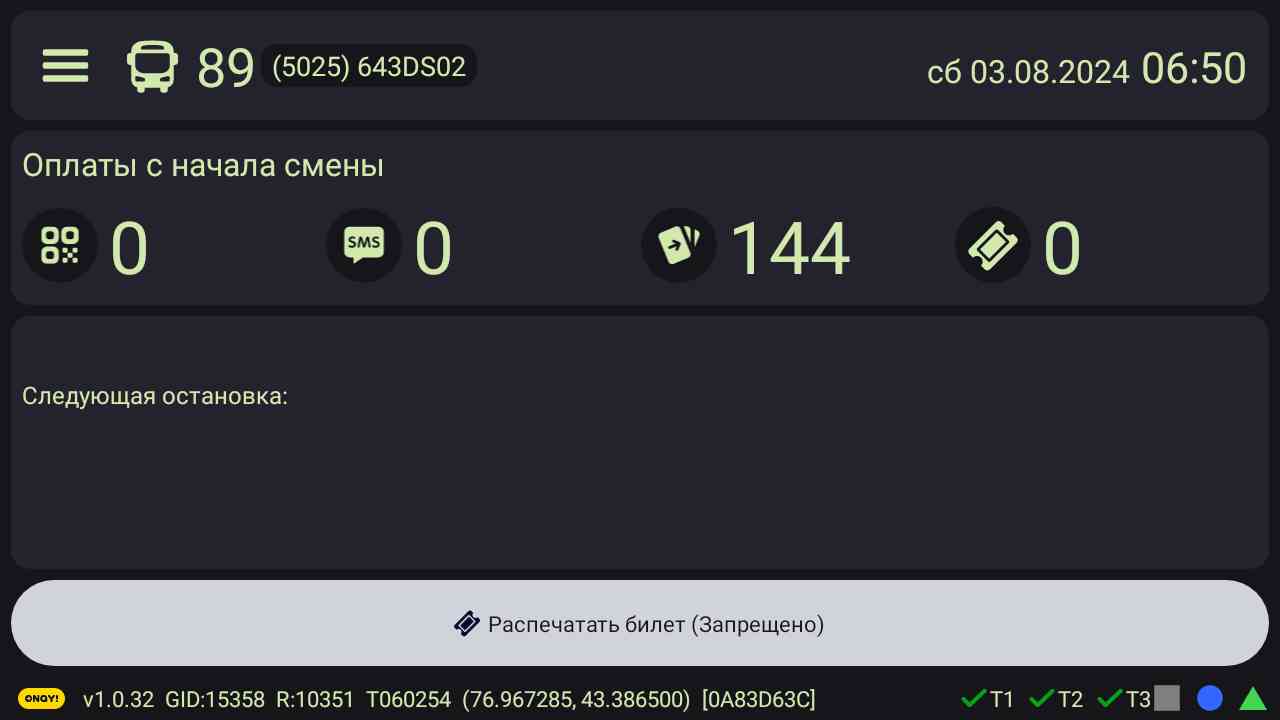 89 (5025) 643DS02 сб 03.08.2024 06:50
Оплаты с начала смены
0 SMS 0 144 0
Следующая остановка:
Распечатать билет (Запрещено)
ONAY! v1.0.32 GID:15358 R:10351 T060254 (76.967285, 43.386500) [0A83D63C] T1 T2 T3